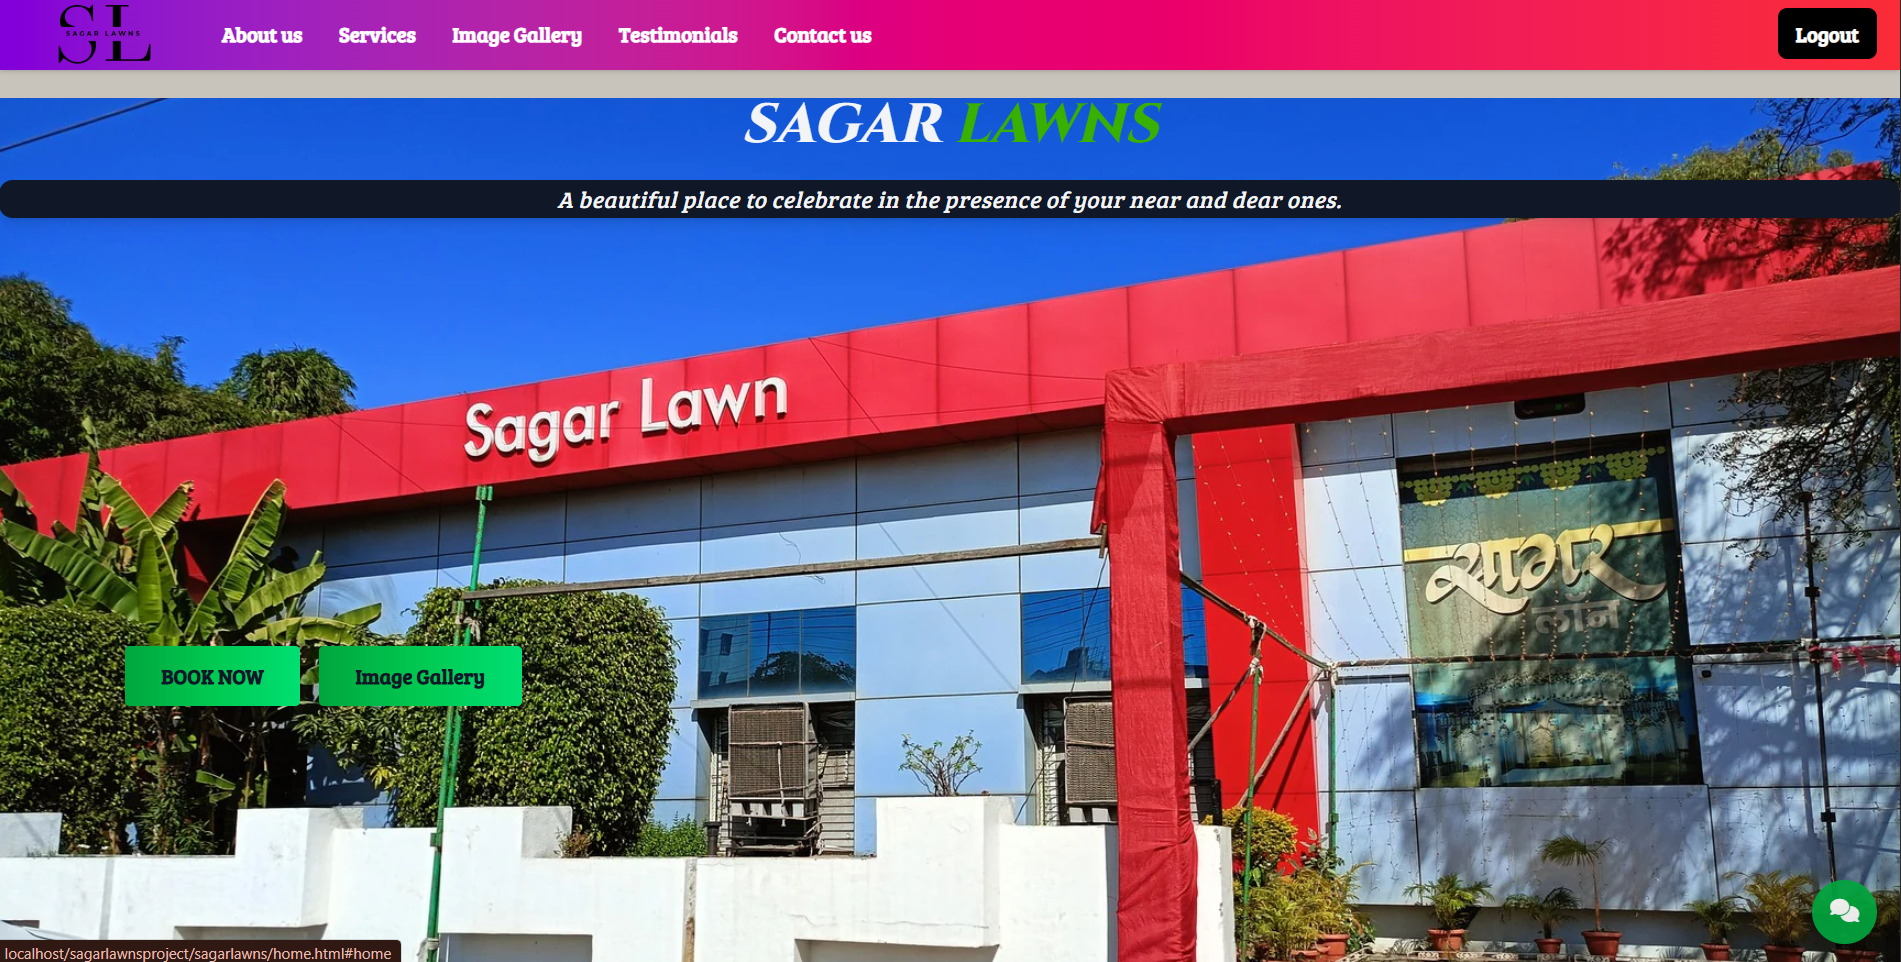 SL
SAGAR LAWNS
About us Services Image Gallery Testimonials Contact us Logout
SAGAR LAWNS
A beautiful place to celebrate in the presence of your near and dear ones.
Sagar Lawn
सागर
लॉन
BOOK NOW Image Gallery
localhost/sagarlawnsproject/sagarlawns/home.html#home